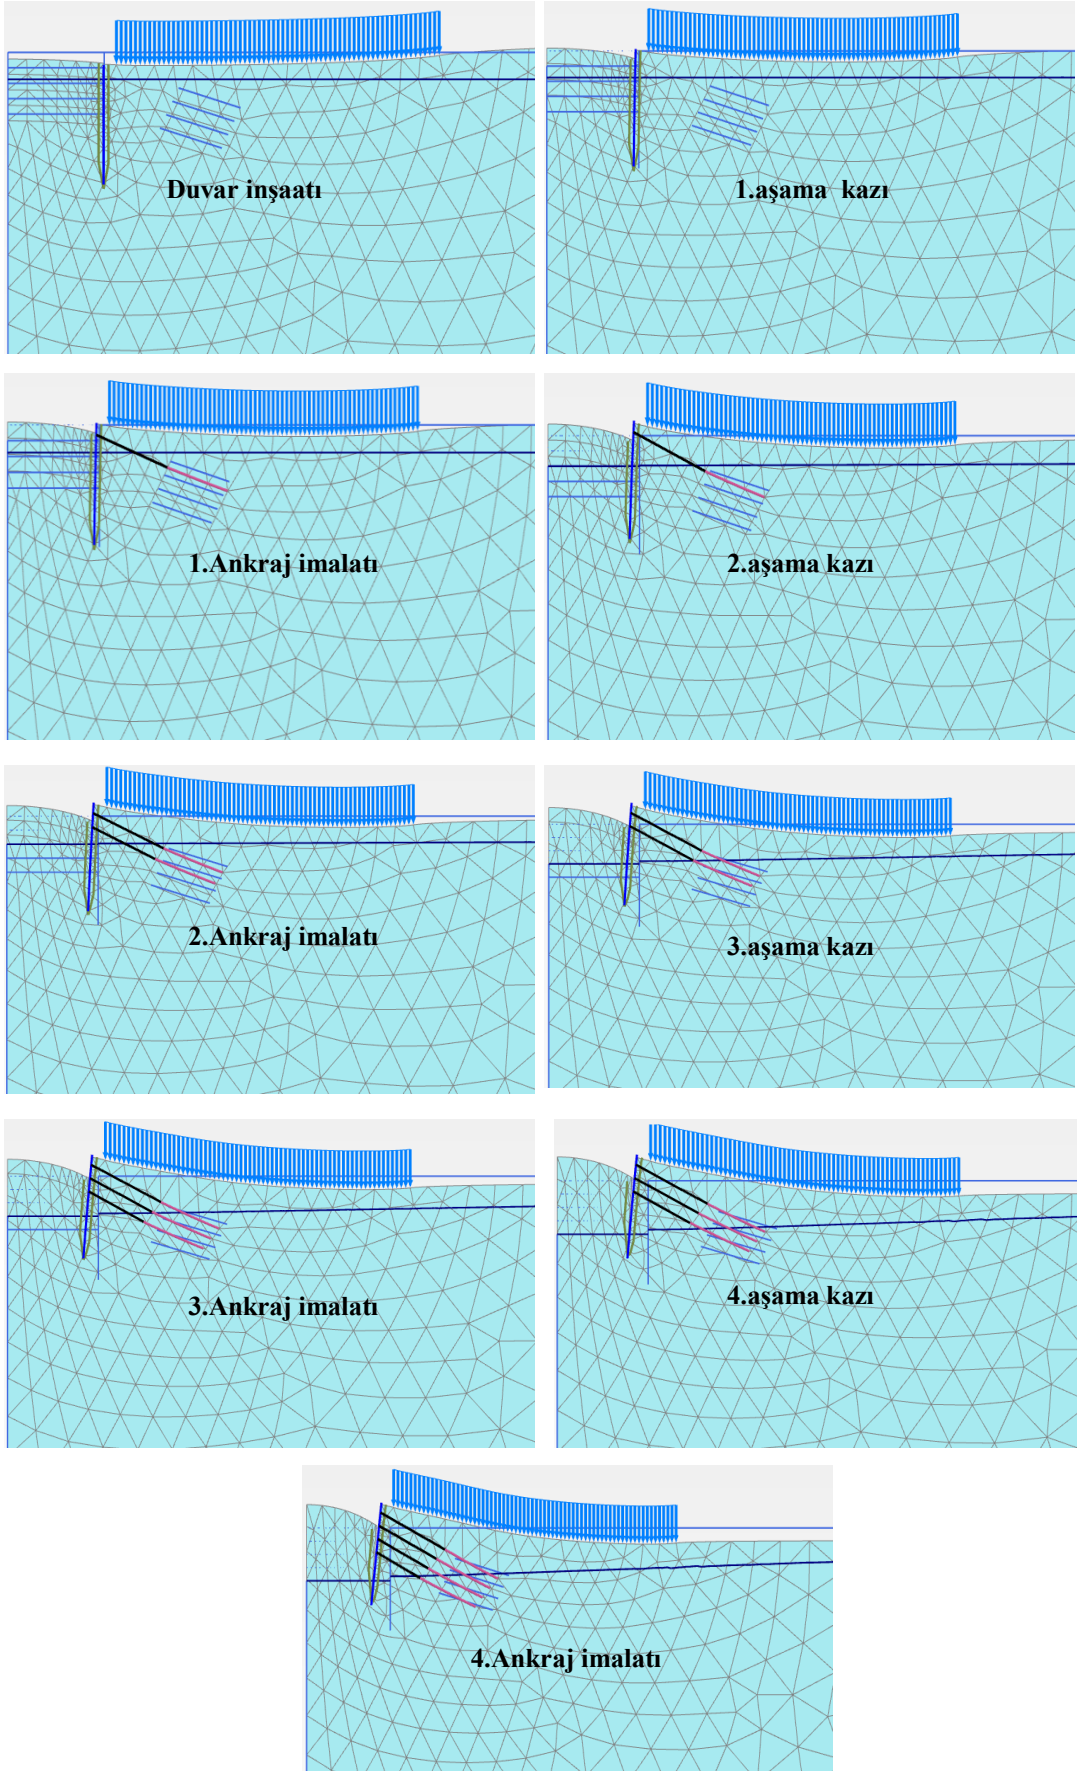 Duvar inşaatı
1.aşama kazı
1.Ankraj imalatı
2.aşama kazı
2.Ankraj imalatı
3.aşama kazı
3.Ankraj imalatı
4.aşama kazı
4.Ankraj imalatı